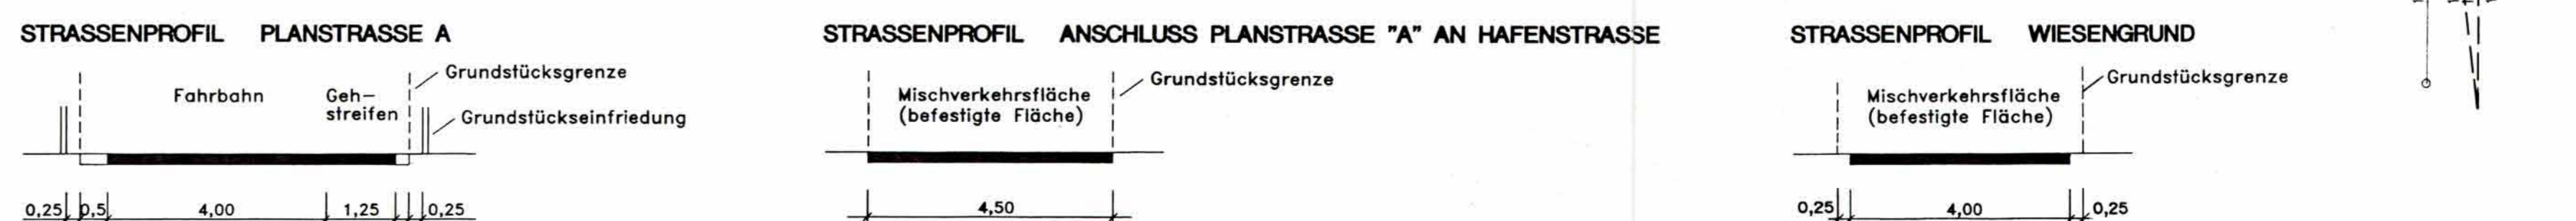 STRASSENPROFIL PLANSTRASSE A
Grundstücksgrenze
Fahrbahn
Geh-
streifen
Grundstückseinfriedung
0,25 0,5 4,00 1,25 0,25
STRASSENPROFIL ANSCHLUSS PLANSTRASSE "A" AN HAFENSTRASSE
Grundstücksgrenze
Mischverkehrsfläche
(befestigte Fläche)
4,50
STRASSENPROFIL WIESENGRUND
Grundstücksgrenze
Mischverkehrsfläche
(befestigte Fläche)
0,25 4,00 0,25